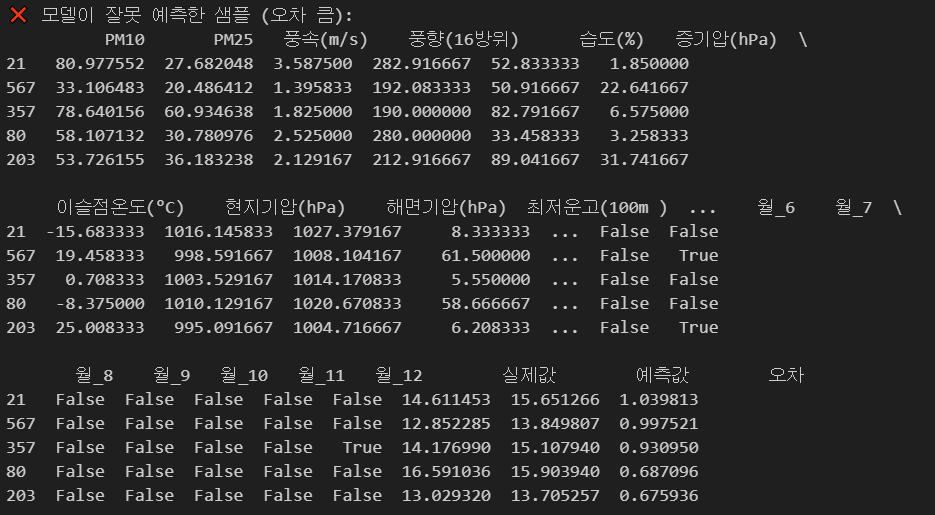 ❌ 모델이 잘못 예측한 샘플 (오차 큼):
PM10 PM25 풍속(m/s) 풍향(16방위) 습도(%) 증기압(hPa) \
21 80.977552 27.682048 3.587500 282.916667 52.833333 1.850000
567 33.106483 20.486412 1.395833 192.083333 50.916667 22.641667
357 78.640156 60.934638 1.825000 190.000000 82.791667 6.575000
80 58.107132 30.780976 2.525000 280.000000 33.458333 3.258333
203 53.726155 36.183238 2.129167 212.916667 89.041667 31.741667
이슬점온도(°C) 현지기압(hPa) 해면기압(hPa) 최저운고(100m ) ... 월_6 월_7 \
21 -15.683333 1016.145833 1027.379167 8.333333 ... False False
567 19.458333 998.591667 1008.104167 61.500000 ... False True
357 0.708333 1003.529167 1014.170833 5.550000 ... False False
80 -8.375000 1010.129167 1020.670833 58.666667 ... False False
203 25.008333 995.091667 1004.716667 6.208333 ... False True
월_8 월_9 월_10 월_11 월_12 실제값 예측값 오차
21 False False False False False 14.611453 15.651266 1.039813
567 False False False False False 12.852285 13.849807 0.997521
357 False False False False True 14.176990 15.107940 0.930950
80 False False False False False 16.591036 15.903940 0.687096
203 False False False False False 13.029320 13.705257 0.675936